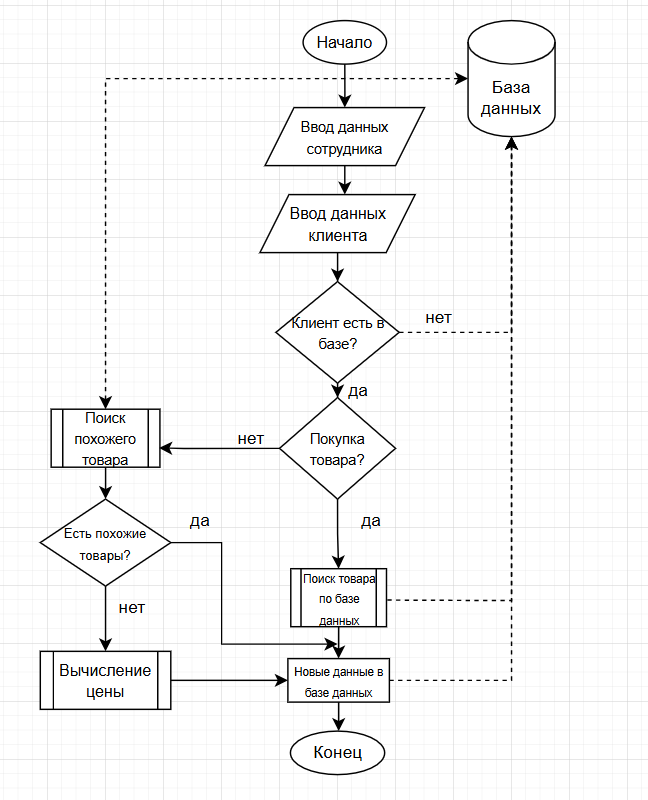 Начало
База
данных
Ввод данных
сотрудника
Ввод данных
клиента
Клиент есть в
базе?
нет
да
Поиск
похожего
товара
нет
Покупка
товара?
да
да
Есть похожие
товары?
Поиск товара
по базе
данных
нет
Вычисление
цены
Новые данные в
базе данных
Конец